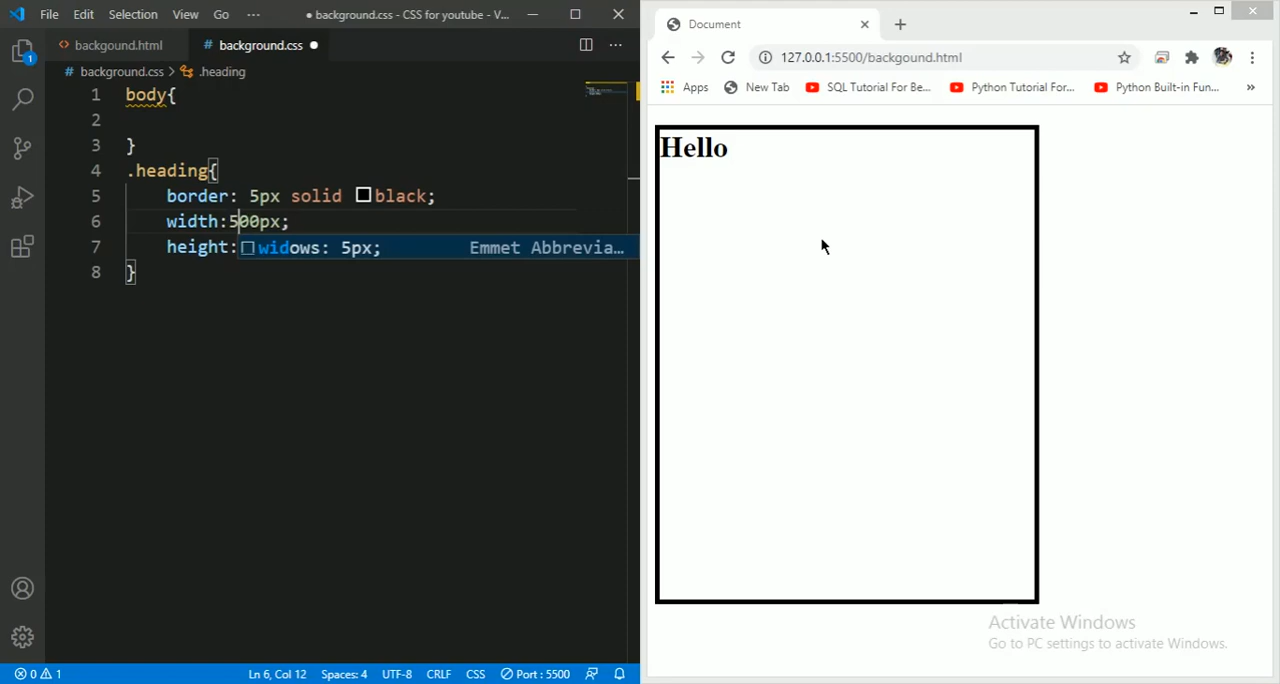 File Edit Selection View Go ··· ● background.css - CSS for youtube - V...
backgound.html # background.css ●
# background.css > .heading
1 body{
2
3 }
4 .heading{
5 border: 5px solid black;
6 width:500px;
7 height:
widows: 5px; Emmet Abbrevia...
8 }
1
0 1 Ln 6, Col 12 Spaces: 4 UTF-8 CRLF CSS Port : 5500
Document
127.0.0.1:5500/backgound.html
Apps New Tab SQL Tutorial For Be... Python Tutorial For... Python Built-in Fun... »
Hello
Activate Windows
Go to PC settings to activate Windows.